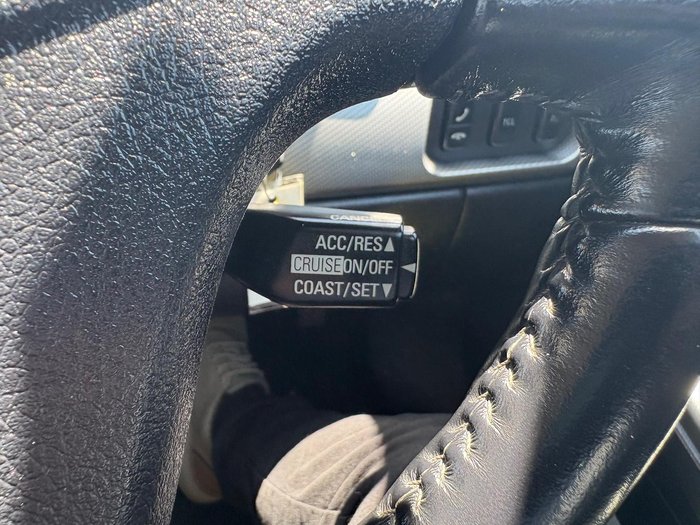 CANCEL
ACC/RES▲
CRUISE ON/OFF ◀
COAST/SET▼